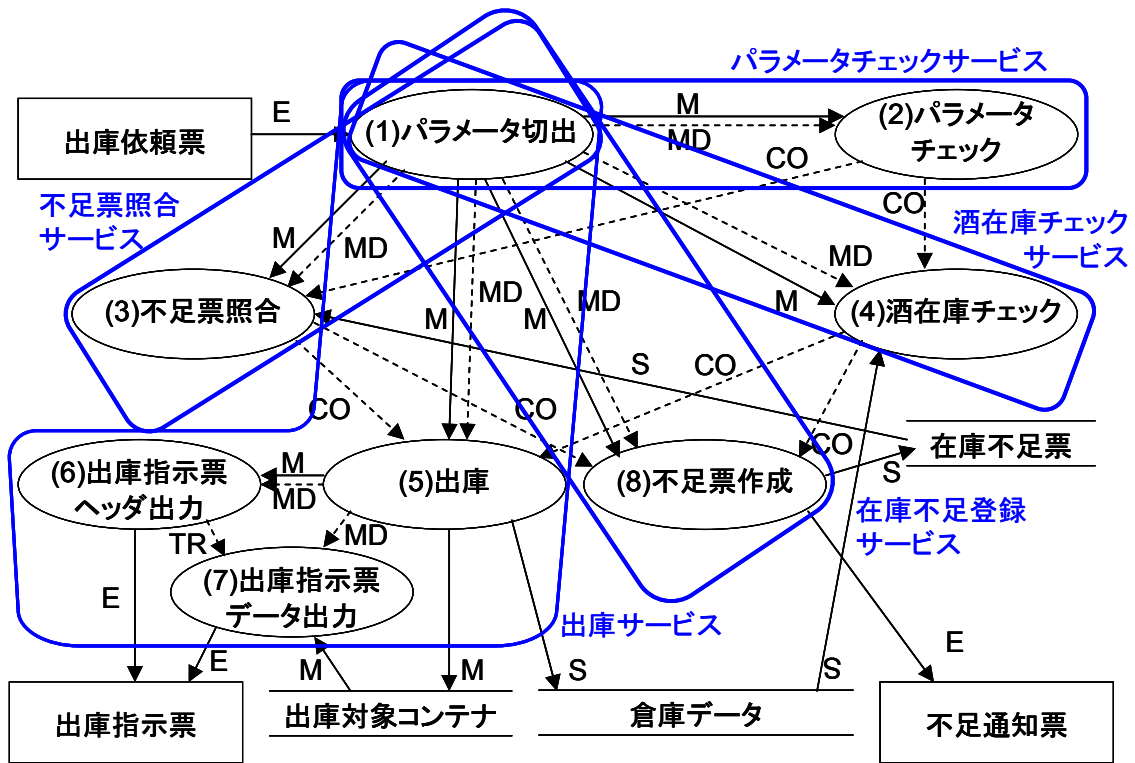 パラメータチェックサービス
出庫依頼票
E
(1)パラメータ切出
M
MD
(2)パラメータ
チェック
CO
CO
不足票照合
サービス
酒在庫チェック
サービス
M
MD
MD
M
MD
M
MD
M
(3)不足票照合
(4)酒在庫チェック
S
CO
CO
CO
CO
在庫不足票
S
(6)出庫指示票
ヘッダ出力
M
MD
(5)出庫
(8)不足票作成
在庫不足登録
サービス
TR
MD
(7)出庫指示票
データ出力
出庫サービス
E
E
M
M
S
S
E
出庫指示票
出庫対象コンテナ
倉庫データ
不足通知票